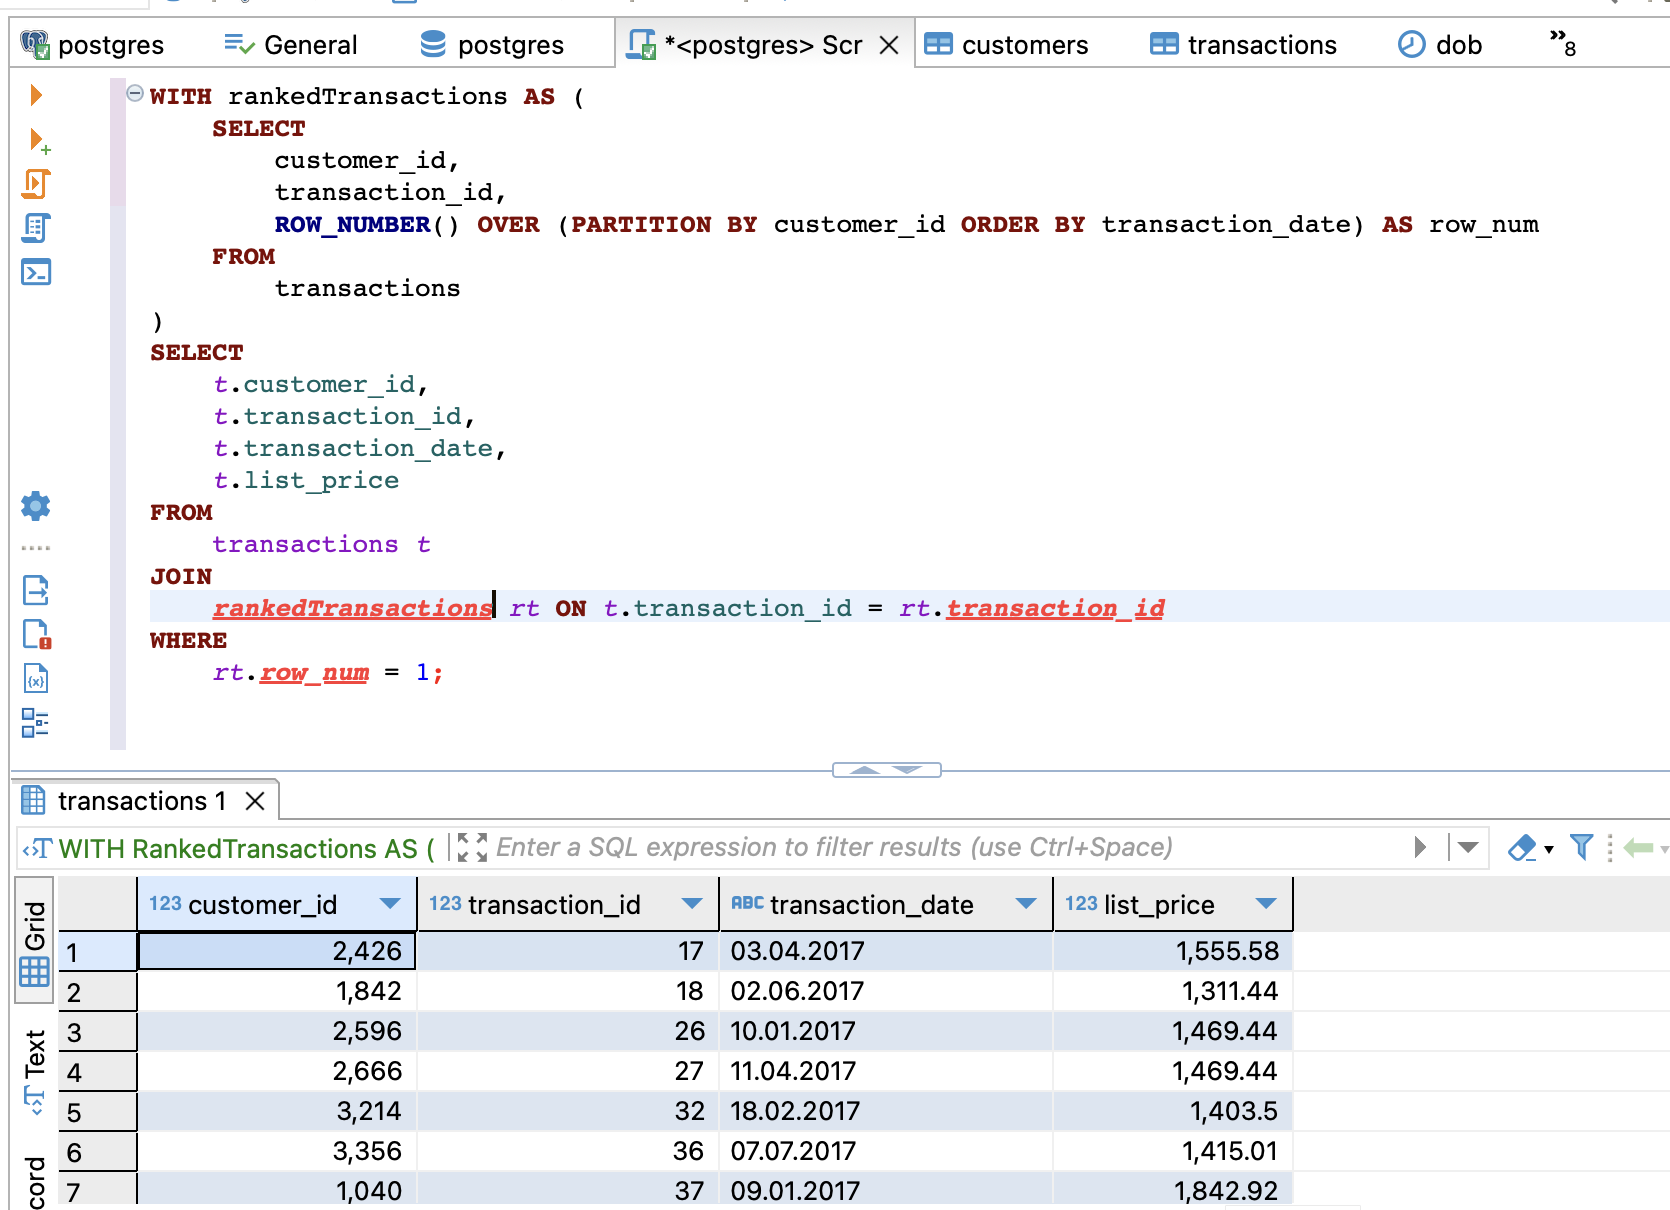 postgres General postgres *<postgres> Scr customers transactions dob »8
WITH rankedTransactions AS (
SELECT
customer_id,
transaction_id,
ROW_NUMBER() OVER (PARTITION BY customer_id ORDER BY transaction_date) AS row_num
FROM
transactions
)
SELECT
t.customer_id,
t.transaction_id,
t.transaction_date,
t.list_price
FROM
transactions t
JOIN
rankedTransactions rt ON t.transaction_id = rt.transaction_id
WHERE
rt.row_num = 1;
transactions 1
WITH RankedTransactions AS ( Enter a SQL expression to filter results (use Ctrl+Space)
Grid
Text
cord
123 customer_id 123 transaction_id ABC transaction_date 123 list_price
1 2,426 17 03.04.2017 1,555.58
2 1,842 18 02.06.2017 1,311.44
3 2,596 26 10.01.2017 1,469.44
4 2,666 27 11.04.2017 1,469.44
5 3,214 32 18.02.2017 1,403.5
6 3,356 36 07.07.2017 1,415.01
7 1,040 37 09.01.2017 1,842.92